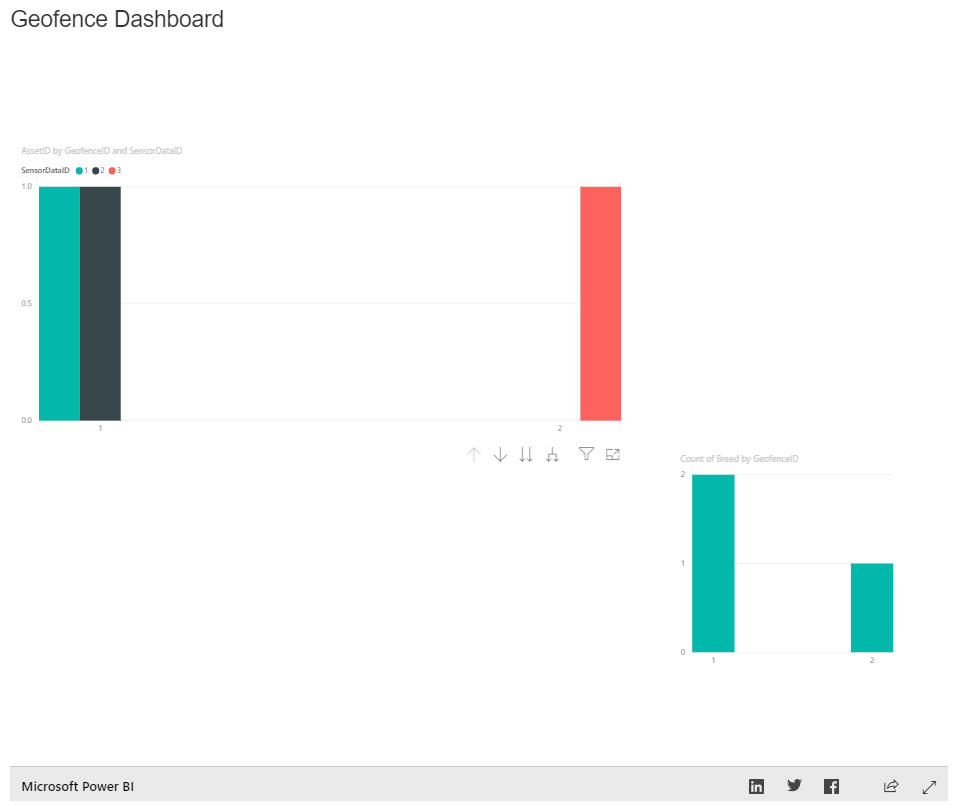 Geofence Dashboard
AssetID by GeofenceID and SensorDataID
SensorDataID 1 2 3
1.0
0.5
0.0
1 2
Count of Breed by GeofenceID
2
1
0
1 2
Microsoft Power BI